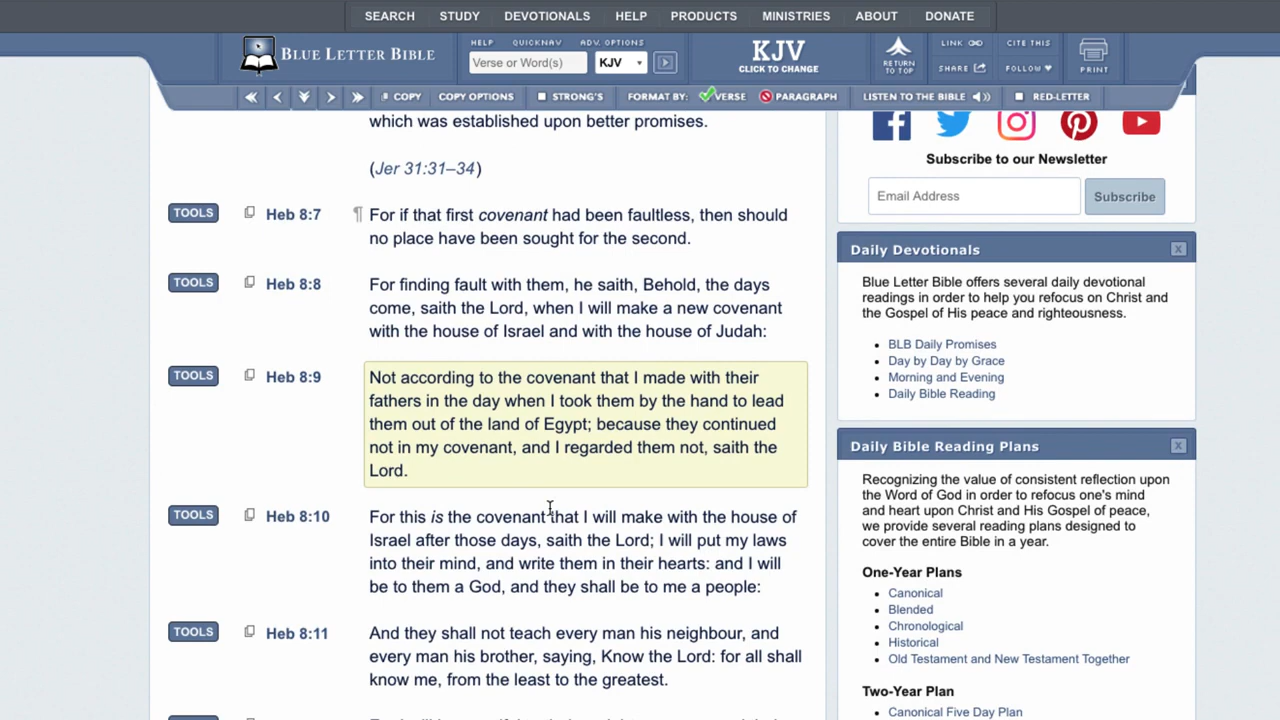 SEARCH STUDY DEVOTIONALS HELP PRODUCTS MINISTRIES ABOUT DONATE
BLUE LETTER BIBLE
HELP QUICKNAV ADV. OPTIONS
Verse or Word(s) KJV
KJV
CLICK TO CHANGE
RETURN
TO TOP
LINK CITE THIS
SHARE FOLLOW
PRINT
COPY COPY OPTIONS STRONG'S FORMAT BY: VERSE PARAGRAPH LISTEN TO THE BIBLE RED-LETTER
which was established upon better promises.
(Jer 31:31–34)
TOOLS Heb 8:7 ¶ For if that first covenant had been faultless, then should
no place have been sought for the second.
TOOLS Heb 8:8 For finding fault with them, he saith, Behold, the days
come, saith the Lord, when I will make a new covenant
with the house of Israel and with the house of Judah:
TOOLS Heb 8:9 Not according to the covenant that I made with their
fathers in the day when I took them by the hand to lead
them out of the land of Egypt; because they continued
not in my covenant, and I regarded them not, saith the
Lord.
TOOLS Heb 8:10 For this is the covenant that I will make with the house of
Israel after those days, saith the Lord; I will put my laws
into their mind, and write them in their hearts: and I will
be to them a God, and they shall be to me a people:
TOOLS Heb 8:11 And they shall not teach every man his neighbour, and
every man his brother, saying, Know the Lord: for all shall
know me, from the least to the greatest.
Subscribe to our Newsletter
Email Address Subscribe
Daily Devotionals X
Blue Letter Bible offers several daily devotional
readings in order to help you refocus on Christ and
the Gospel of His peace and righteousness.
BLB Daily Promises
Day by Day by Grace
Morning and Evening
Daily Bible Reading
Daily Bible Reading Plans X
Recognizing the value of consistent reflection upon
the Word of God in order to refocus one's mind
and heart upon Christ and His Gospel of peace,
we provide several reading plans designed to
cover the entire Bible in a year.
One-Year Plans
Canonical
Blended
Chronological
Historical
Old Testament and New Testament Together
Two-Year Plan
Canonical Five Day Plan